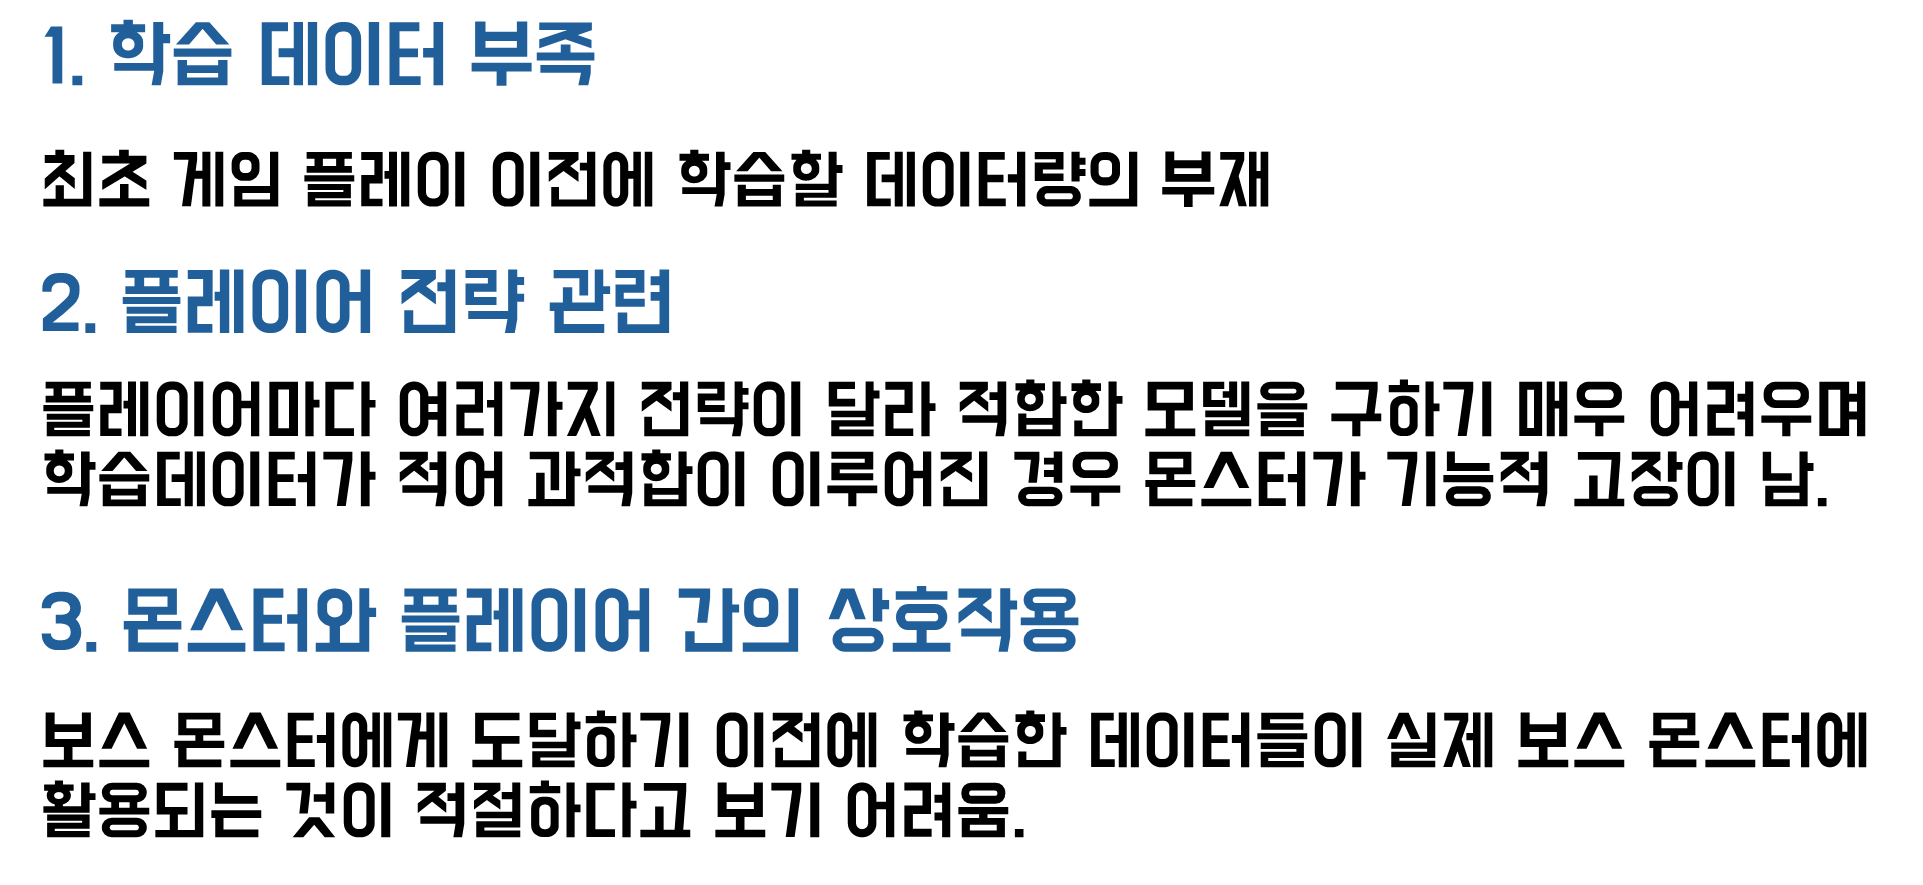 1. 학습 데이터 부족
최초 게임 플레이 이전에 학습할 데이터량의 부재
2. 플레이어 전략 관련
플레이어마다 여러가지 전략이 달라 적합한 모델을 구하기 매우 어려우며
학습데이터가 적어 과적합이 이루어진 경우 몬스터가 기능적 고장이 남.
3. 몬스터와 플레이어 간의 상호작용
보스 몬스터에게 도달하기 이전에 학습한 데이터들이 실제 보스 몬스터에
활용되는 것이 적절하다고 보기 어려움.